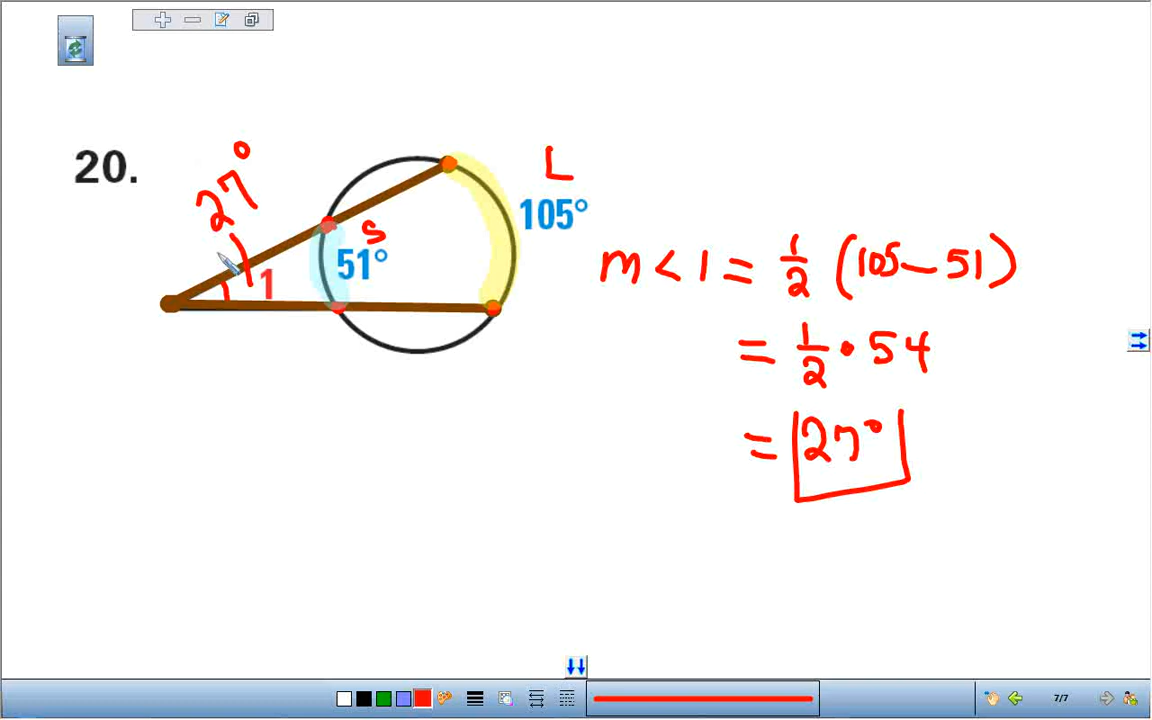 20.
27°
L
105°
S
51°
1
m < 1 = 1/2 (105 - 51)
= 1/2 • 54
= 27°
7/7